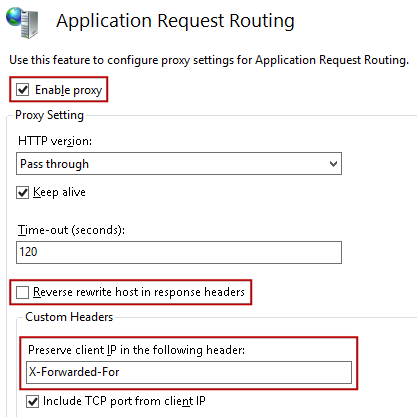 Application Request Routing
Use this feature to configure proxy settings for Application Request Routing.
Enable proxy
Proxy Setting
HTTP version:
Pass through
Keep alive
Time-out (seconds):
120
Reverse rewrite host in response headers
Custom Headers
Preserve client IP in the following header:
X-Forwarded-For
Include TCP port from client IP